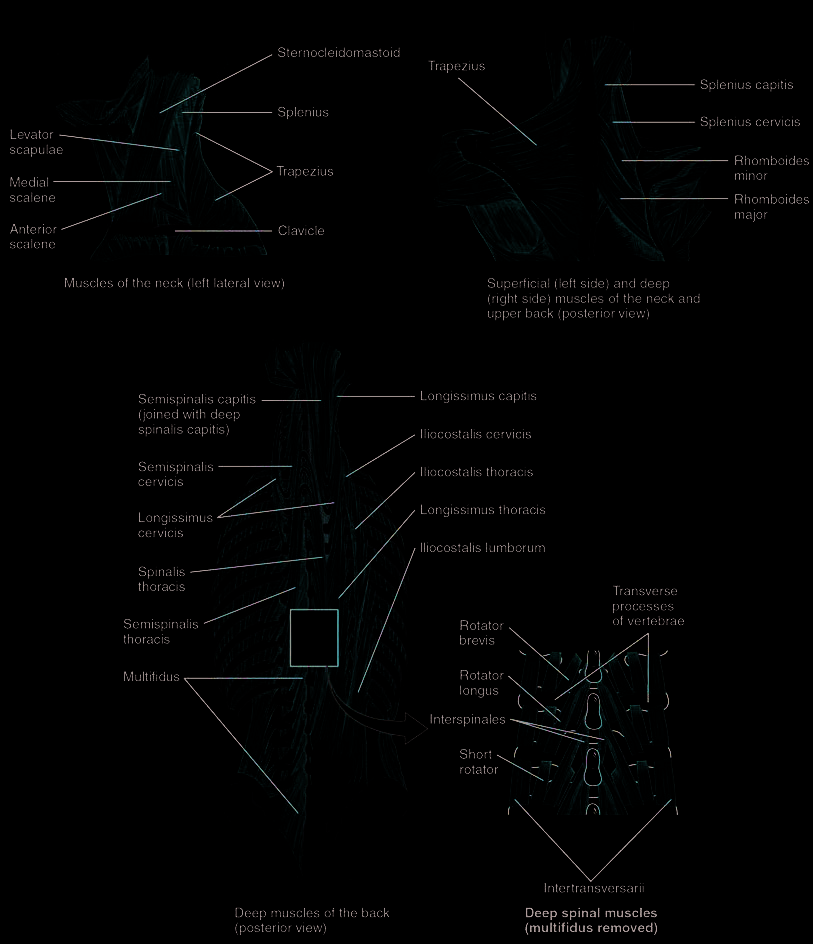 Sternocleidomastoid
Splenius
Levator
scapulae
Trapezius
Medial
scalene
Anterior
scalene
Clavicle
Muscles of the neck (left lateral view)
Trapezius
Splenius capitis
Splenius cervicis
Rhomboides
minor
Rhomboides
major
Superficial (left side) and deep
(right side) muscles of the neck and
upper back (posterior view)
Semispinalis capitis
(joined with deep
spinalis capitis)
Semispinalis
cervicis
Longissimus
cervicis
Spinalis
thoracis
Semispinalis
thoracis
Multifidus
Longissimus capitis
Iliocostalis cervicis
Iliocostalis thoracis
Longissimus thoracis
Iliocostalis lumborum
Deep muscles of the back
(posterior view)
Transverse
processes
of vertebrae
Rotator
brevis
Rotator
longus
Interspinales
Short
rotator
Intertransversarii
Deep spinal muscles
(multifidus removed)